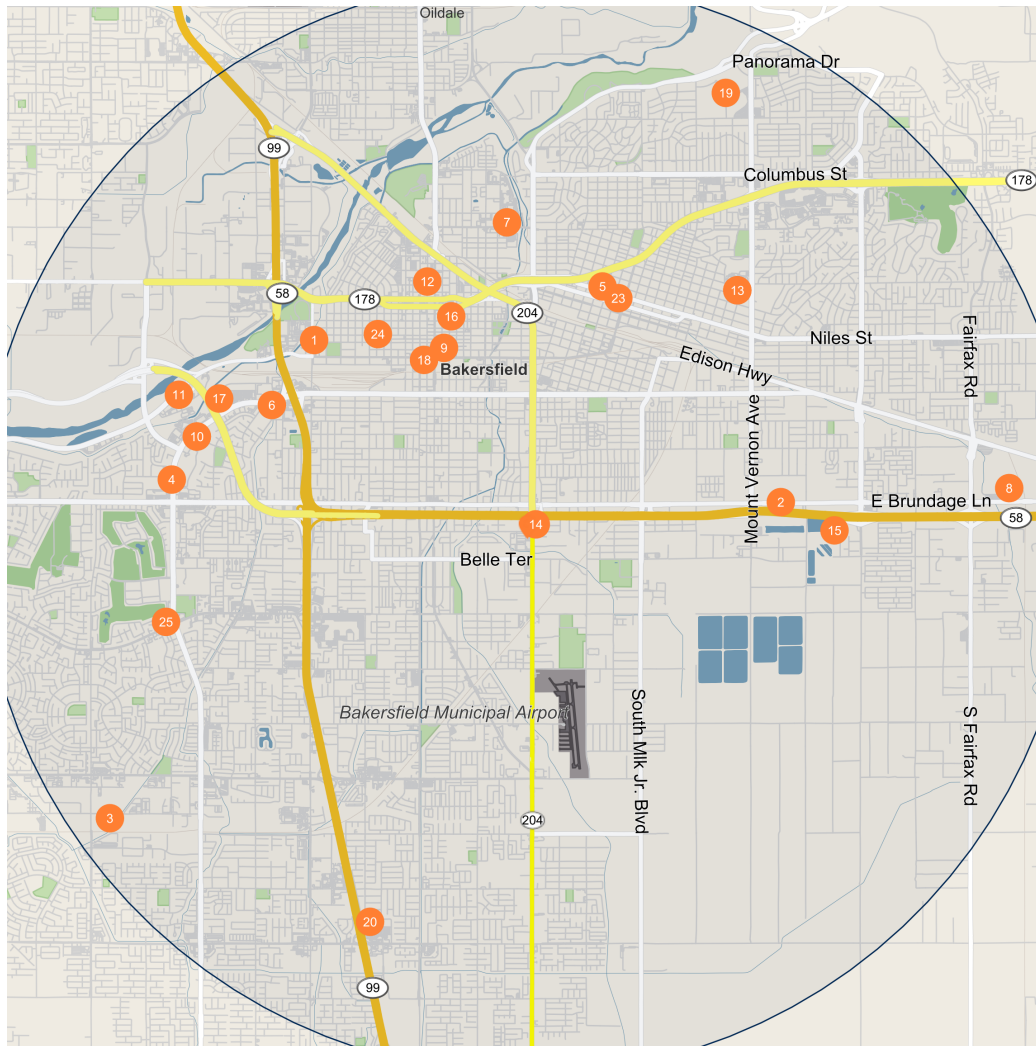 Oildale
Panorama Dr
19
99
Columbus St
178
7
12
5
13
58
178
23
16
204
24
1
9
18
Niles St
Fairfax Rd
Edison Hwy
Bakersfield
11
17
6
Mount Vernon Ave
10
4
8
2
E Brundage Ln
58
14
15
Belle Ter
25
Bakersfield Municipal Airport
South Mlk Jr. Blvd
S Fairfax Rd
3
204
20
99